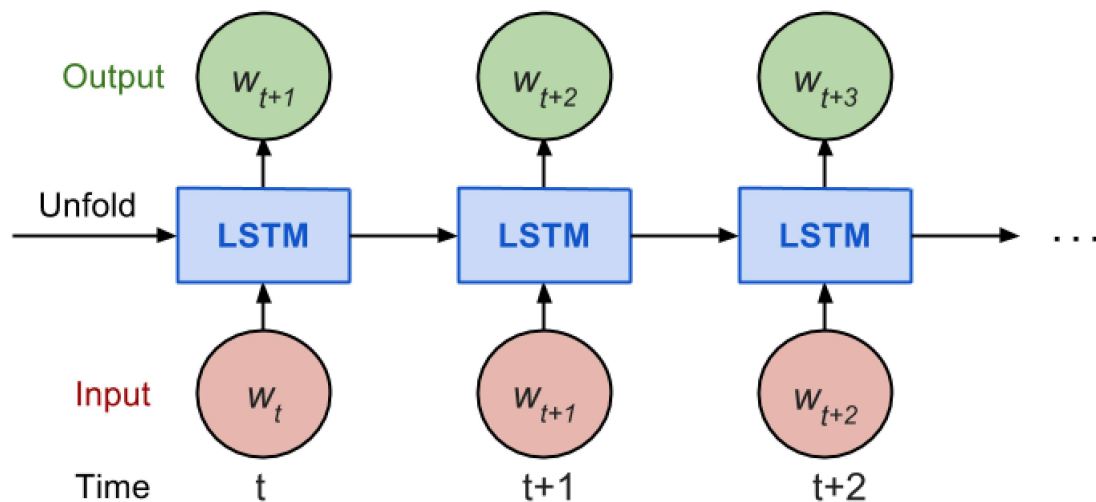 Output w_{t+1} w_{t+2} w_{t+3}
Unfold LSTM LSTM LSTM ...
Input w_t w_{t+1} w_{t+2}
Time t t+1 t+2